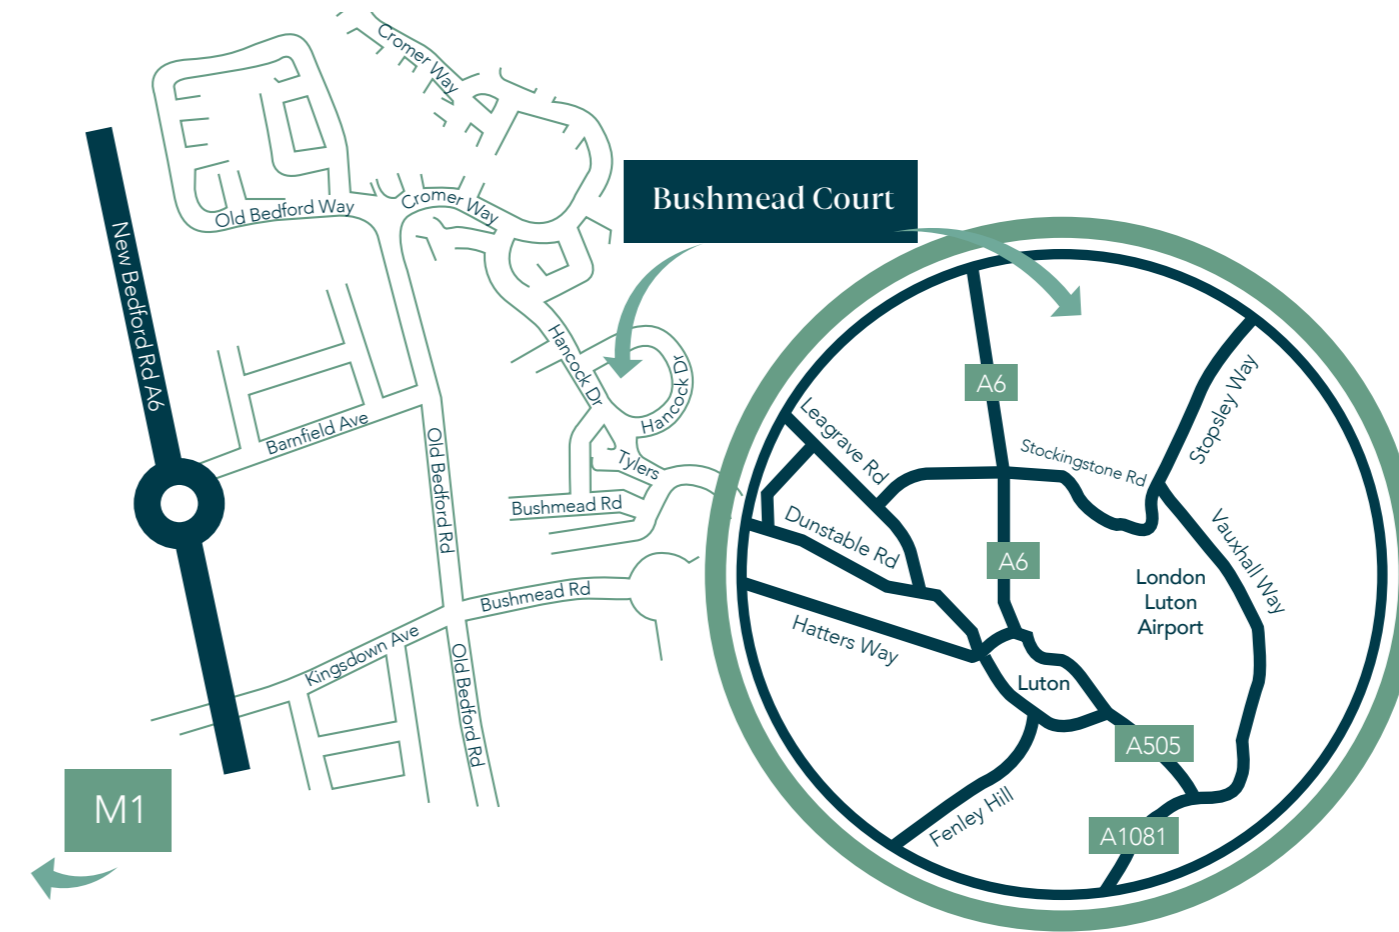 Cromer Way
Old Bedford Way
Cromer Way
Bushmead Court
New Bedford Rd A6
Hancock Dr
Hancock Dr
Barnfield Ave
Old Bedford Rd
Tylers
Bushmead Rd
Bushmead Rd
Kingsdown Ave
Old Bedford Rd
M1
A6
Leagrave Rd
Stockingstone Rd
Stopsley Way
Dunstable Rd
A6
Vauxhall Way
London
Luton
Airport
Hatters Way
Luton
A505
Fenley Hill
A1081